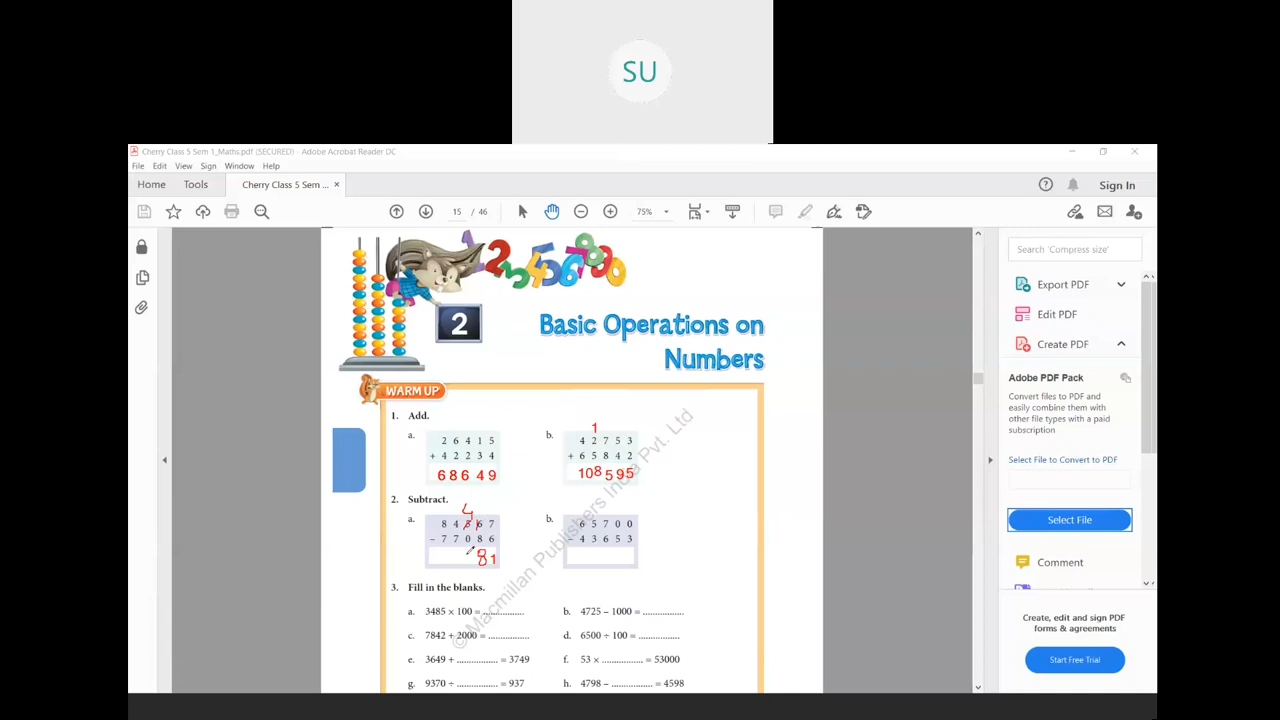 SU
Cherry Class 5 Sem 1_Maths.pdf (SECURED) - Adobe Acrobat Reader DC
File Edit View Sign Window Help
Home Tools Cherry Class 5 Sem ... × Sign In
15 / 46 75%
Search 'Compress size'
Export PDF
Edit PDF
Create PDF
Adobe PDF Pack
Convert files to PDF and
easily combine them with
other file types with a paid
subscription
Select File to Convert to PDF
Select File
Comment
Create, edit and sign PDF
forms & agreements
Start Free Trial
2
Basic Operations on
Numbers
WARM UP
1. Add.
1
a. 2 6 4 1 5 b. 4 2 7 5 3
+ 4 2 2 3 4 + 6 5 8 4 2
6 8 6 4 9 10 8 5 9 5
2. Subtract.
4
a. 8 4 5 6 7 b. 6 5 7 0 0
– 7 7 0 8 6 – 4 3 6 5 3
8 1
3. Fill in the blanks.
a. 3485 × 100 = .............. b. 4725 – 1000 = ..............
c. 7842 + 2000 = .............. d. 6500 ÷ 100 = ..............
e. 3649 + .............. = 3749 f. 53 × .............. = 53000
g. 9370 ÷ .............. = 937 h. 4798 – .............. = 4598
© Macmillan Publishers India Pvt. Ltd